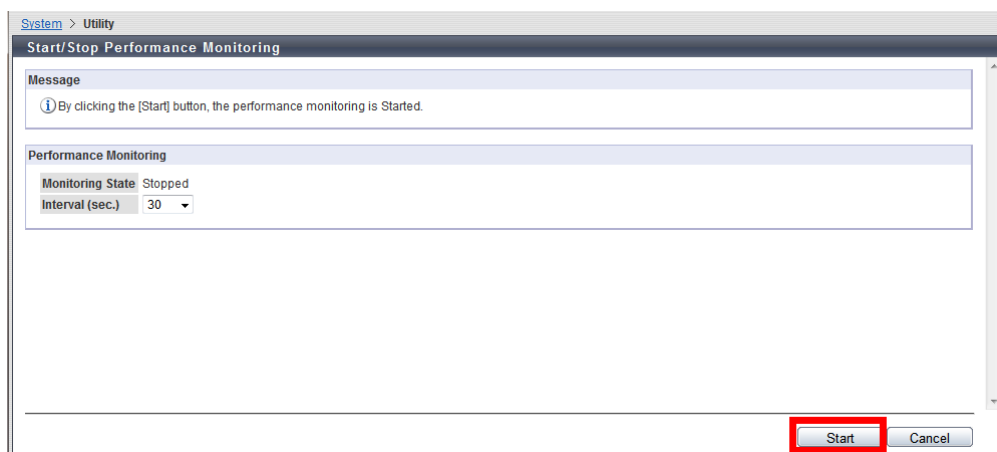 System > Utility
Start/Stop Performance Monitoring
Message
By clicking the [Start] button, the performance monitoring is Started.
Performance Monitoring
Monitoring State Stopped
Interval (sec.) 30
Start Cancel